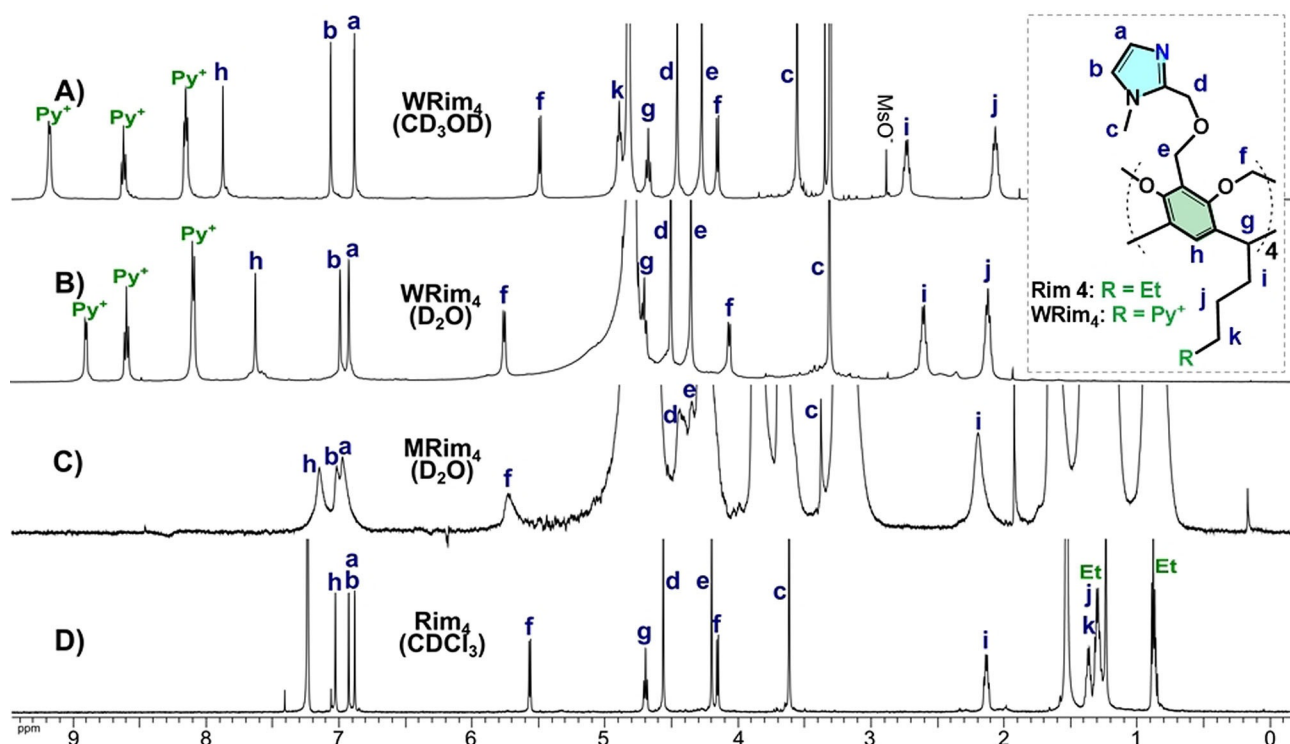 A)
Py⁺
Py⁺
Py⁺
h
b
a
WRim₄
(CD₃OD)
f
k
g
d
e
f
c
MsO⁻
i
j
B)
Py⁺
Py⁺
Py⁺
h
b
a
WRim₄
(D₂O)
f
g
d
e
f
c
i
j
C)
h
b
a
MRim₄
(D₂O)
f
d
e
c
i
D)
h
a
b
Rim₄
(CDCl₃)
f
g
d
e
f
c
i
Et
j
k
Et
ppm
9
8
7
6
5
4
3
2
1
0
a
N
b
N
d
c
O
e
f
O
O
g
4
h
i
Rim 4: R = Et
j
WRim₄: R = Py⁺
k
R